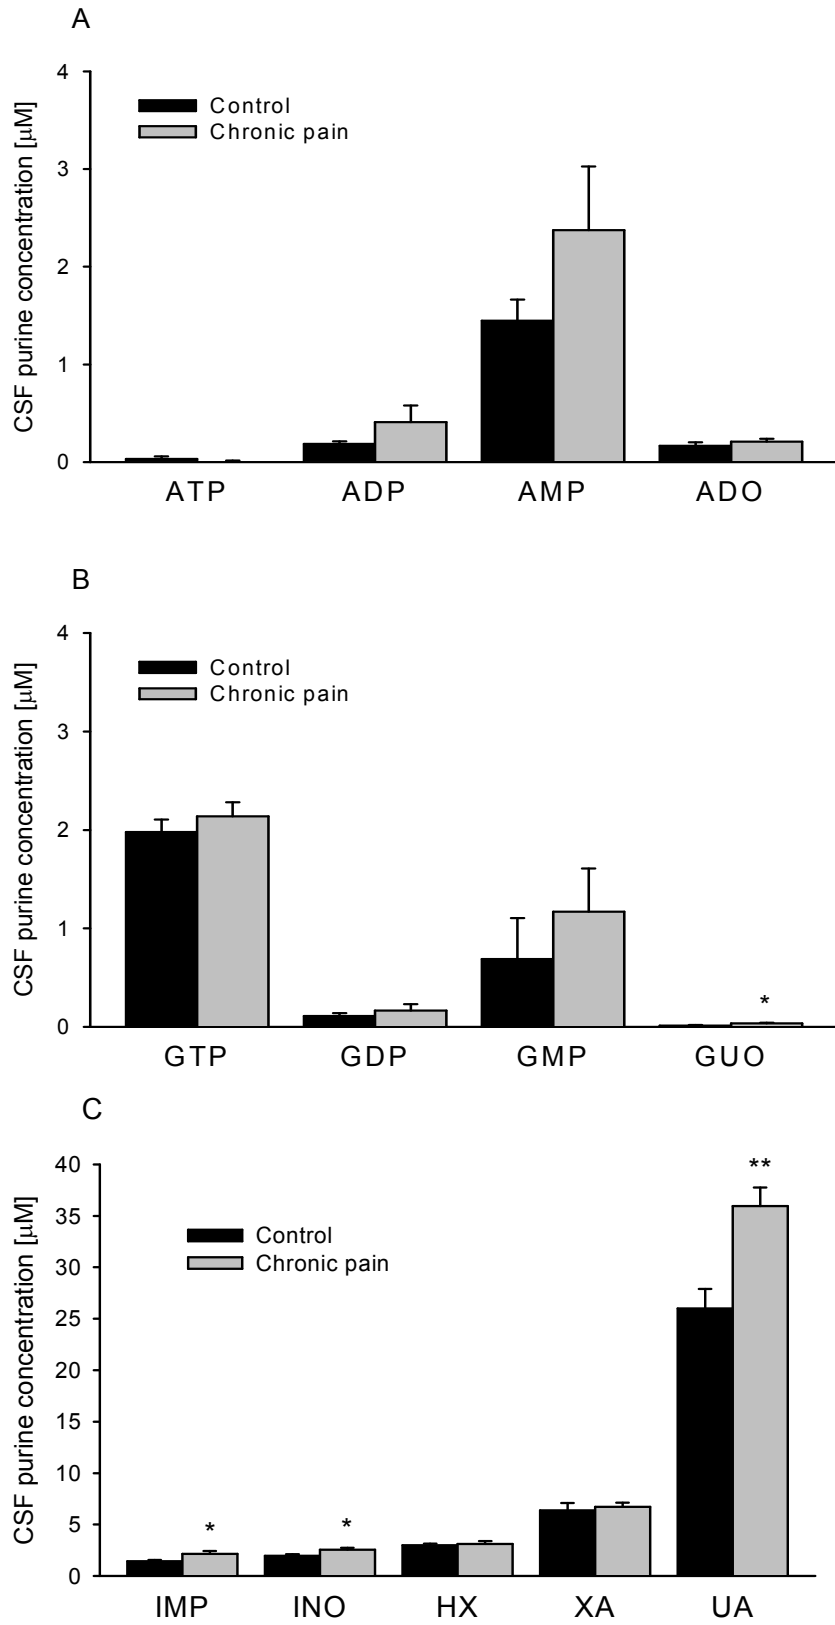 A
CSF purine concentration [µM]
4
3
2
1
0
Control
Chronic pain
ATP ADP AMP ADO
B
CSF purine concentration [µM]
4
3
2
1
0
Control
Chronic pain
*
GTP GDP GMP GUO
C
CSF purine concentration [µM]
40
35
30
25
20
15
10
5
0
Control
Chronic pain
**
* *
IMP INO HX XA UA